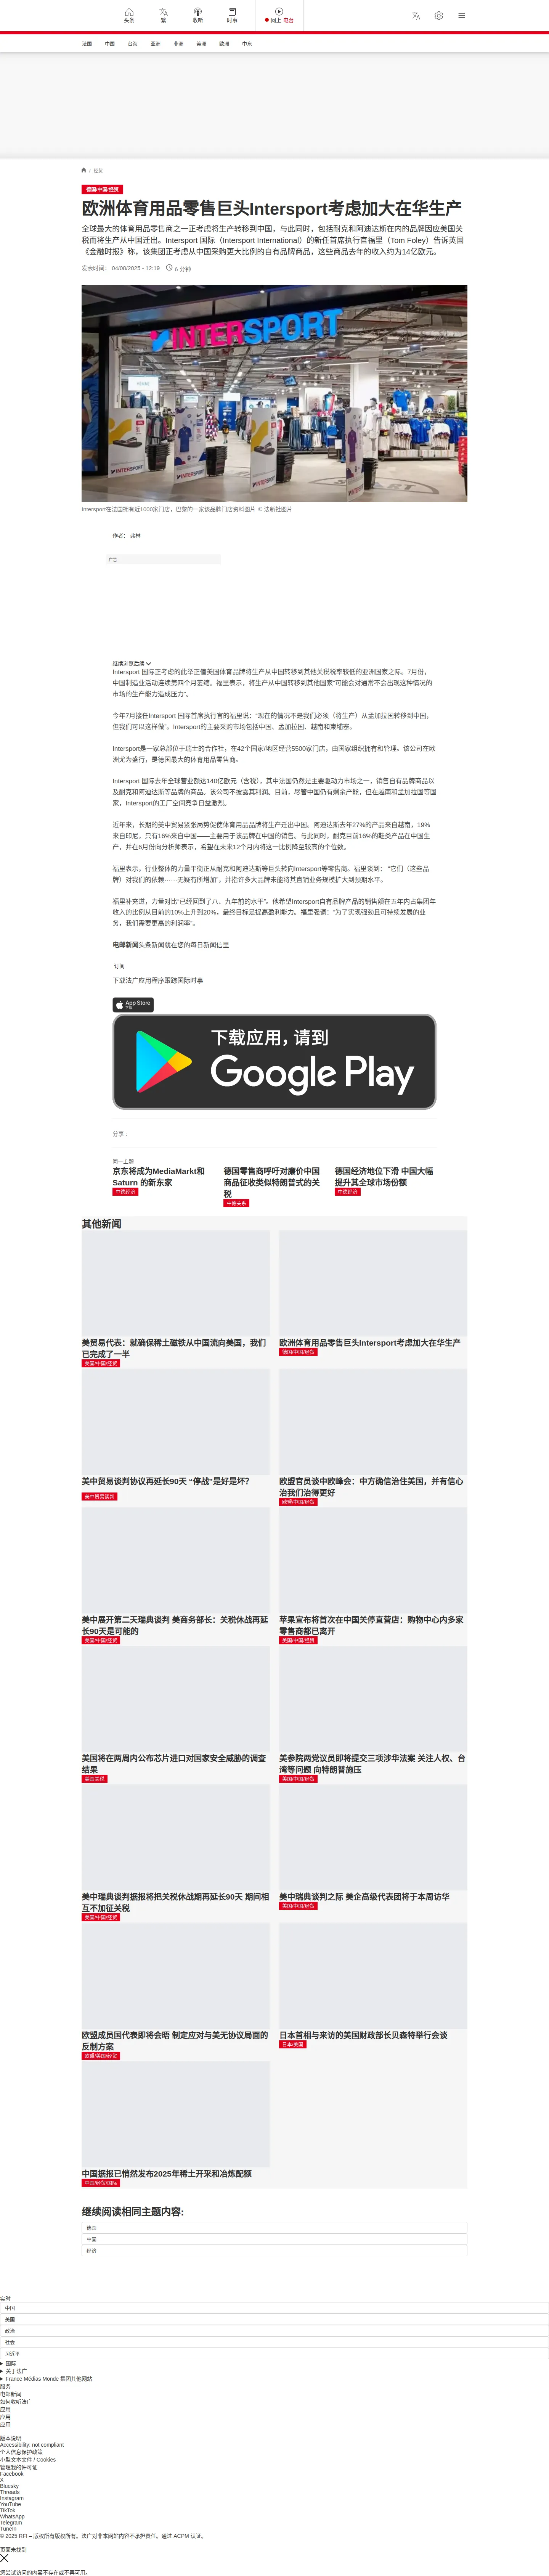 头条
繁
收听
时事
网上 电台
法国
中国
台海
亚洲
非洲
美洲
欧洲
中东
/ 经贸
德国/中国/经贸
欧洲体育用品零售巨头Intersport考虑加大在华生产
全球最大的体育用品零售商之一正考虑将生产转移到中国，与此同时，包括耐克和阿迪达斯在内的品牌因应美国关
税而将生产从中国迁出。Intersport 国际（Intersport International）的新任首席执行官福里（Tom Foley）告诉英国
《金融时报》称，该集团正考虑从中国采购更大比例的自有品牌商品，这些商品去年的收入约为14亿欧元。
发表时间： 04/08/2025 - 12:19
6 分钟
INTERSPORT
Intersport在法国拥有近1000家门店，巴黎的一家该品牌门店资料图片 © 法新社图片
作者： 弗林
广告
继续浏览后续
Intersport 国际正考虑的此举正值美国体育品牌将生产从中国转移到其他关税税率较低的亚洲国家之际。7月份，
中国制造业活动连续第四个月萎缩。福里表示，将生产从中国转移到其他国家“可能会对通常不会出现这种情况的
市场的生产能力造成压力”。
今年7月接任Intersport 国际首席执行官的福里说：“现在的情况不是我们必须（将生产）从孟加拉国转移到中国，
但我们可以这样做”。Intersport的主要采购市场包括中国、孟加拉国、越南和柬埔寨。
Intersport是一家总部位于瑞士的合作社，在42个国家/地区经营5500家门店，由国家组织拥有和管理。该公司在欧
洲尤为盛行，是德国最大的体育用品零售商。
Intersport 国际去年全球营业额达140亿欧元（含税），其中法国仍然是主要驱动力市场之一，销售自有品牌商品以
及耐克和阿迪达斯等品牌的商品。该公司不披露其利润。目前，尽管中国仍有剩余产能，但在越南和孟加拉国等国
家，Intersport的工厂空间竞争日益激烈。
近年来，长期的美中贸易紧张局势促使体育用品品牌将生产迁出中国。阿迪达斯去年27%的产品来自越南，19%
来自印尼，只有16%来自中国——主要用于该品牌在中国的销售。与此同时，耐克目前16%的鞋类产品在中国生
产，并在6月份向分析师表示，希望在未来12个月内将这一比例降至较高的个位数。
福里表示，行业整体的力量平衡正从耐克和阿迪达斯等巨头转向Intersport等零售商。福里谈到： “它们（这些品
牌）对我们的依赖······无疑有所增加”，并指许多大品牌未能将其直销业务规模扩大到预期水平。
福里补充道，力量对比“已经回到了八、九年前的水平”。他希望Intersport自有品牌产品的销售额在五年内占集团年
收入的比例从目前的10%上升到20%，最终目标是提高盈利能力。福里强调：“为了实现强劲且可持续发展的业
务，我们需要更高的利润率”。
电邮新闻头条新闻就在您的每日新闻信里
订阅
下载法广应用程序跟踪国际时事
App Store
下载
下载应用，请到
Google Play
分享 :
同一主题
京东将成为MediaMarkt和
Saturn 的新东家
中德经济
德国零售商呼吁对廉价中国
商品征收类似特朗普式的关
税
中德关系
德国经济地位下滑 中国大幅
提升其全球市场份额
中德经济
其他新闻
美贸易代表：就确保稀土磁铁从中国流向美国，我们
已完成了一半
美国/中国/经贸
欧洲体育用品零售巨头Intersport考虑加大在华生产
德国/中国/经贸
美中贸易谈判协议再延长90天 “停战”是好是坏？
美中贸易谈判
欧盟官员谈中欧峰会：中方确信治住美国，并有信心
治我们治得更好
欧盟/中国/经贸
美中展开第二天瑞典谈判 美商务部长：关税休战再延
长90天是可能的
美国/中国/经贸
苹果宣布将首次在中国关停直营店：购物中心内多家
零售商都已离开
美国/中国/经贸
美国将在两周内公布芯片进口对国家安全威胁的调查
结果
美国关税
美参院两党议员即将提交三项涉华法案 关注人权、台
湾等问题 向特朗普施压
美国/中国/经贸
美中瑞典谈判据报将把关税休战期再延长90天 期间相
互不加征关税
美国/中国/经贸
美中瑞典谈判之际 美企高级代表团将于本周访华
美国/中国/经贸
欧盟成员国代表即将会晤 制定应对与美无协议局面的
反制方案
欧盟/美国/经贸
日本首相与来访的美国财政部长贝森特举行会谈
日本/美国
中国据报已悄然发布2025年稀土开采和冶炼配额
中国/经贸/国际
继续阅读相同主题内容:
德国
中国
经济
实时
中国
美国
政治
社会
习近平
国际
关于法广
France Médias Monde 集团其他网站
服务
电邮新闻
如何收听法广
应用
应用
应用
版本说明
Accessibility: not compliant
个人信息保护政策
小型文本文件 / Cookies
管理我的许可证
Facebook
X
Bluesky
Threads
Instagram
YouTube
TikTok
WhatsApp
Telegram
TuneIn
© 2025 RFI – 版权所有版权所有。法广对非本网站内容不承担责任。通过 ACPM 认证。
页面未找到
您尝试访问的内容不存在或不再可用。